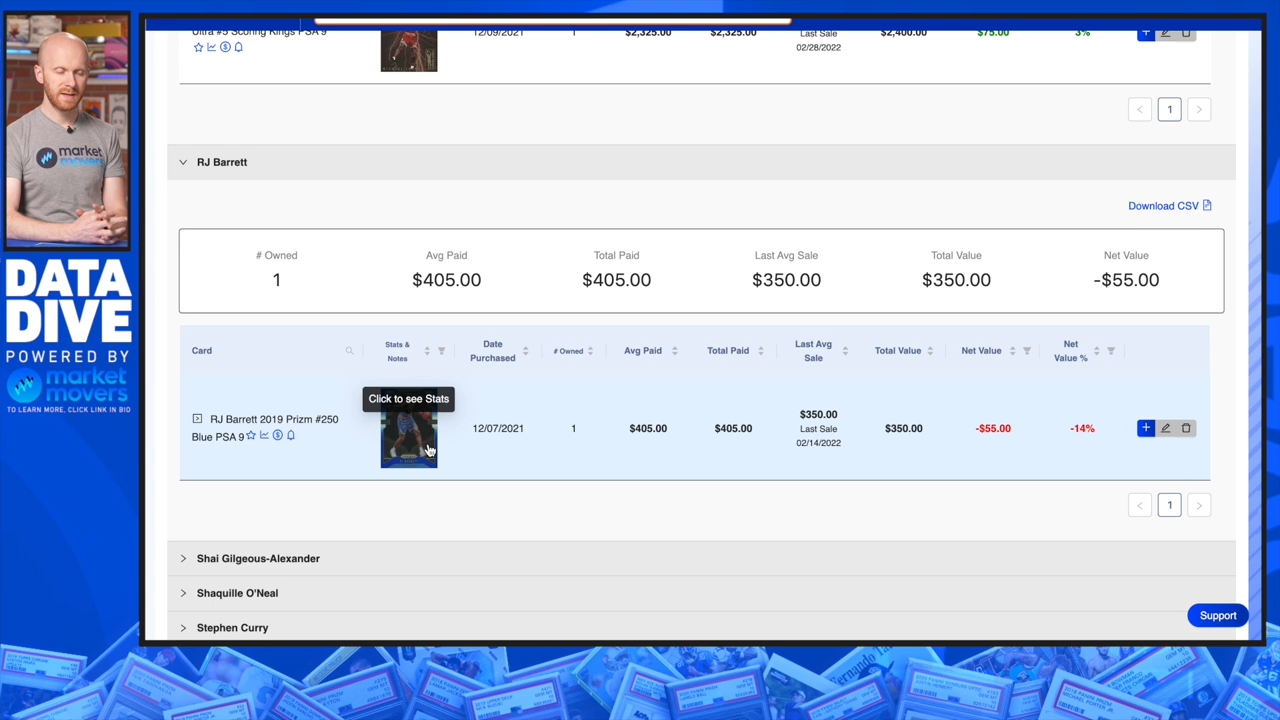 Ultra #5 Scoring Kings PSA 9
12/09/2021
1
$2,325.00
$2,325.00
Last Sale
02/28/2022
$2,400.00
$75.00
3%
1
RJ Barrett
Download CSV
# Owned
Avg Paid
Total Paid
Last Avg Sale
Total Value
Net Value
1
$405.00
$405.00
$350.00
$350.00
-$55.00
Card
Stats &
Notes
Date
Purchased
# Owned
Avg Paid
Total Paid
Last Avg
Sale
Total Value
Net Value
Net
Value %
Click to see Stats
RJ Barrett 2019 Prizm #250
Blue PSA 9
12/07/2021
1
$405.00
$405.00
$350.00
Last Sale
02/14/2022
$350.00
-$55.00
-14%
1
Shai Gilgeous-Alexander
Shaquille O'Neal
Stephen Curry
Support
market
movers
DATA
DIVE
POWERED BY
market
movers
TO LEARN MORE, CLICK LINK IN BIO